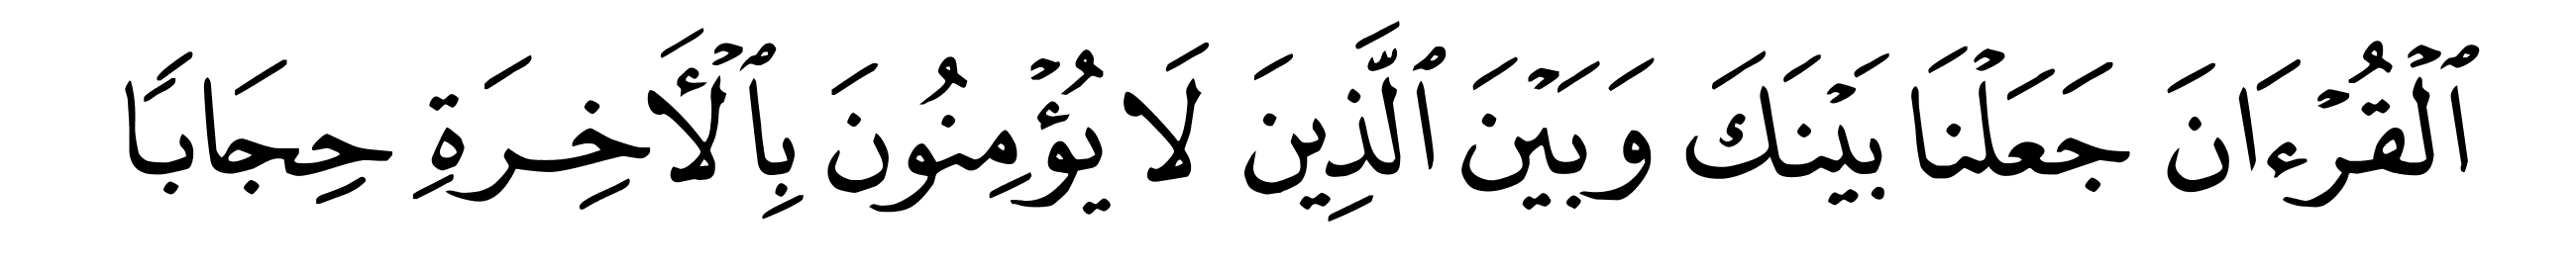 ٱلۡقُرۡءَانَ جَعَلۡنَا بَيۡنَكَ وَبَيۡنَ ٱلَّذِينَ لَا يُؤۡمِنُونَ بِٱلۡأَخِرَةِ حِجَابًا